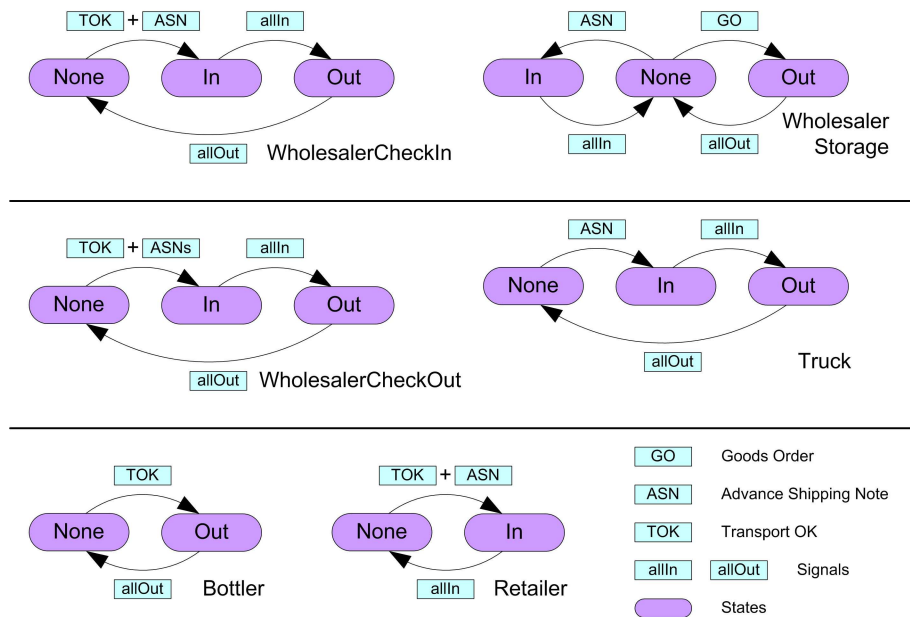 TOK + ASN allIn
None In Out
allOut WholesalerCheckIn
ASN GO
In None Out
allIn allOut
Wholesaler
Storage
TOK + ASNs allIn
None In Out
allOut WholesalerCheckOut
ASN allIn
None In Out
allOut
Truck
TOK
None Out
allOut Bottler
TOK + ASN
None In
allIn Retailer
GO Goods Order
ASN Advance Shipping Note
TOK Transport OK
allIn allOut Signals
States